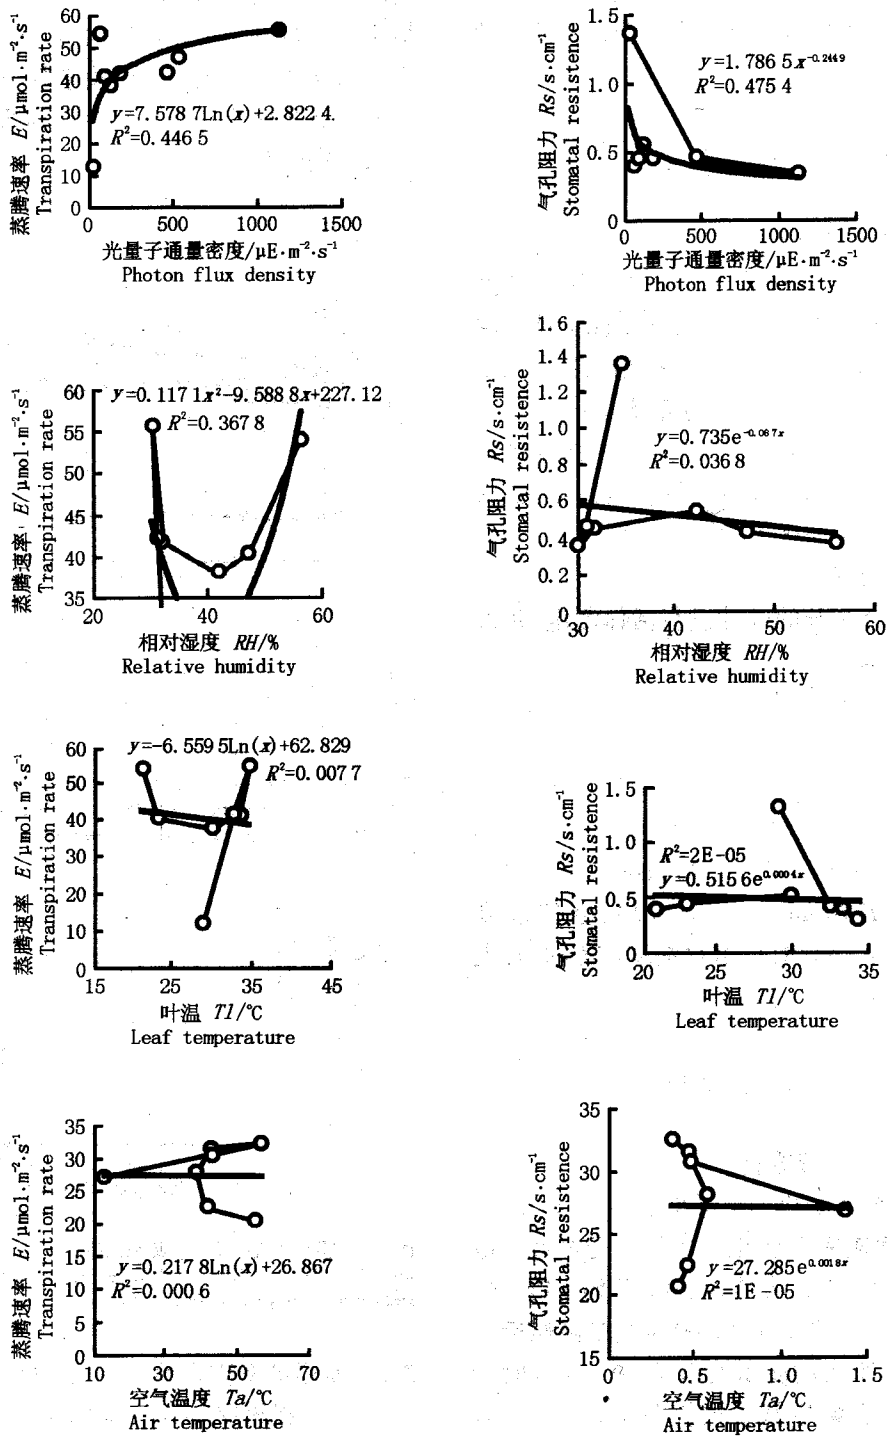 蒸腾速率 E/μmol·m⁻²·s⁻¹
Transpiration rate
60
50
40
30
20
10
0
y=7.578 7Ln(x)+2.822 4.
R²=0.446 5
0 500 1000 1500
光量子通量密度/μE·m⁻²·s⁻¹
Photon flux density
气孔阻力 Rs/s·cm⁻¹
Stomatal resistence
1.5
1.0
0.5
0
y=1.786 5x⁻⁰·²⁴⁴⁹
R²=0.475 4
0 500 1000 1500
光量子通量密度/μE·m⁻²·s⁻¹
Photon flux density
蒸腾速率 E/μmol·m⁻²·s⁻¹
Transpiration rate
60
55
50
45
40
35
y=0.117 1x²-9.588 8x+227.12
R²=0.367 8
20 40 60
相对湿度 RH/%
Relative humidity
气孔阻力 Rs/s·cm⁻¹
Stomatal resistence
1.6
1.4
1.2
1.0
0.8
0.6
0.4
0.2
0
y=0.735e⁻⁰·⁰⁶⁷ˣ
R²=0.036 8
30 40 50 60
相对湿度 RH/%
Relative humidity
蒸腾速率 E/μmol·m⁻²·s⁻¹
Transpiration rate
60
50
40
30
20
10
0
y=-6.559 5Ln(x)+62.829
R²=0.007 7
15 25 35 45
叶温 Tl/℃
Leaf temperature
气孔阻力 Rs/s·cm⁻¹
Stomatal resistence
1.5
1.0
0.5
0
R²=2E-05
y=0.515 6e⁰·⁰⁰⁰⁴ˣ
20 25 30 35
叶温 Tl/℃
Leaf temperature
蒸腾速率 E/μmol·m⁻²·s⁻¹
Transpiration rate
35
30
25
20
15
10
5
0
y=0.217 8Ln(x)+26.867
R²=0.000 6
10 30 50 70
空气温度 Ta/℃
Air temperature
气孔阻力 Rs/s·cm⁻¹
Stomatal resistence
35
30
25
20
15
y=27.285e⁰·⁰⁰¹⁸ˣ
R²=1E-05
0 0.5 1.0 1.5
空气温度 Ta/℃
Air temperature